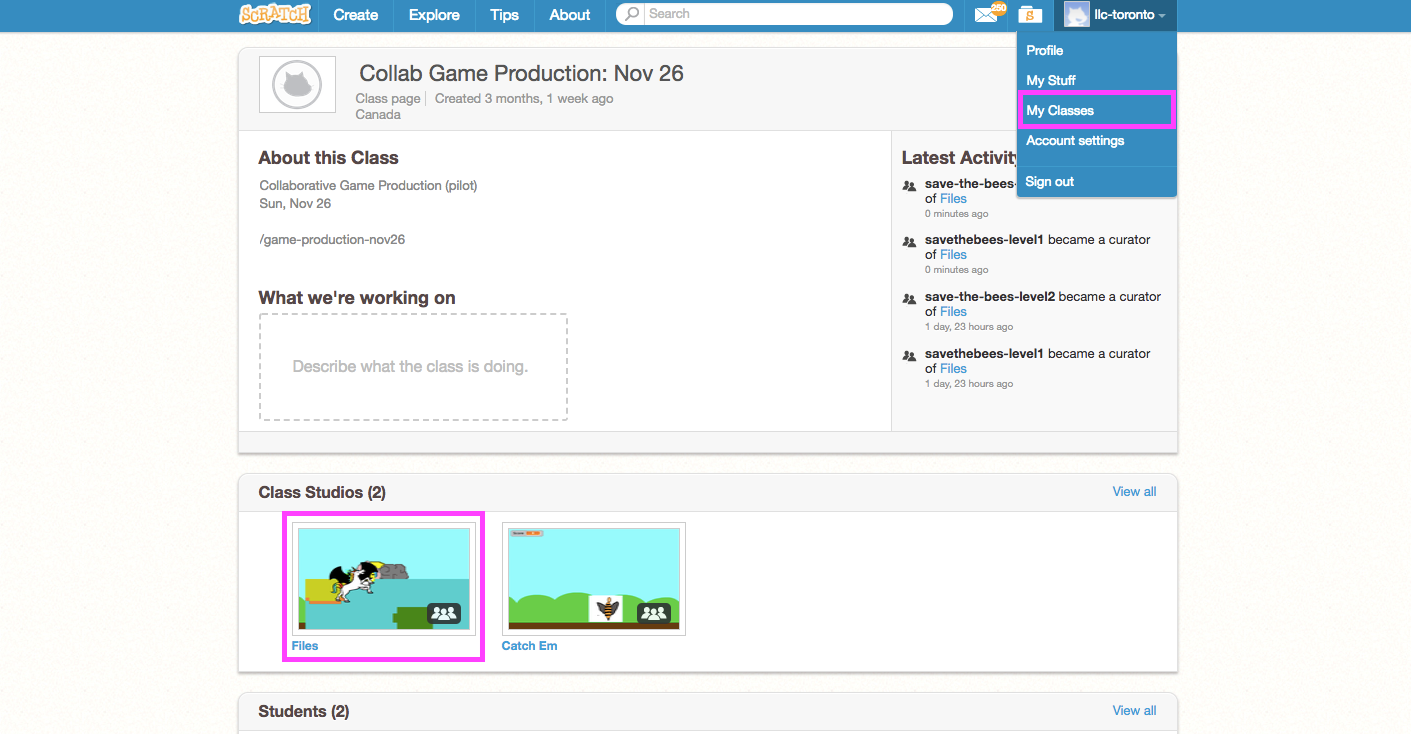 SCRATCH Create Explore Tips About Search 250 llc-toronto
Profile
My Stuff
My Classes
Account settings
Sign out
Collab Game Production: Nov 26
Class page Created 3 months, 1 week ago
Canada
About this Class
Collaborative Game Production (pilot)
Sun, Nov 26
/game-production-nov26
What we're working on
Describe what the class is doing.
Latest Activity
save-the-bees-
of Files
0 minutes ago
savethebees-level1 became a curator
of Files
0 minutes ago
save-the-bees-level2 became a curator
of Files
1 day, 23 hours ago
savethebees-level1 became a curator
of Files
1 day, 23 hours ago
Class Studios (2) View all
Files
Catch Em
Students (2) View all